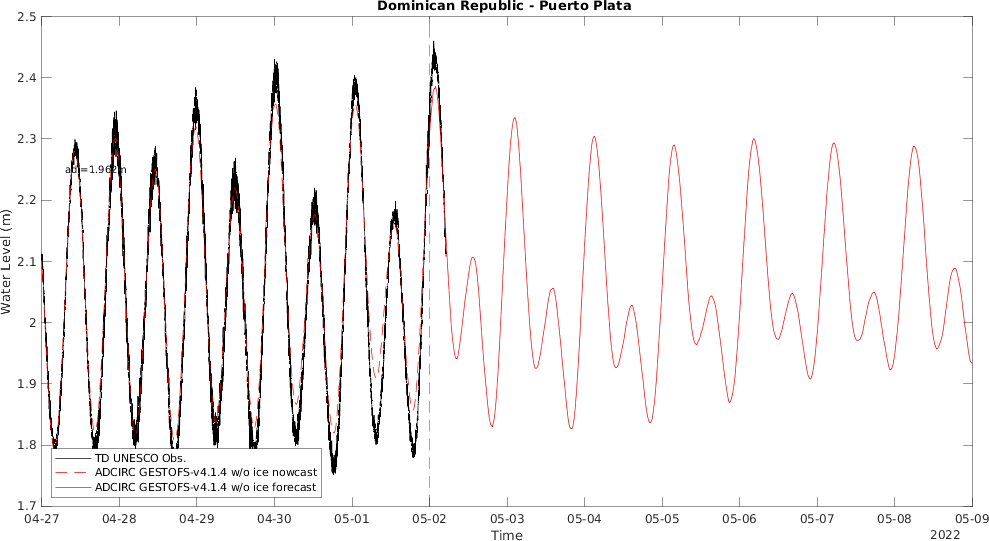 Dominican Republic - Puerto Plata
2.5
2.4
2.3
2.2
2.1
2
1.9
1.8
1.7
Water Level (m)
adj=1.962m
TD UNESCO Obs.
ADCIRC GESTOFS-v4.1.4 w/o ice nowcast
ADCIRC GESTOFS-v4.1.4 w/o ice forecast
04-27 04-28 04-29 04-30 05-01 05-02 05-03 05-04 05-05 05-06 05-07 05-08 05-09
Time
2022